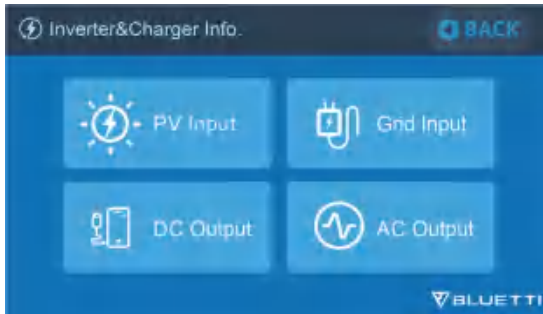 Inverter&Charger Info.
BACK
PV Input
Grid Input
DC Output
AC Output
BLUETTI